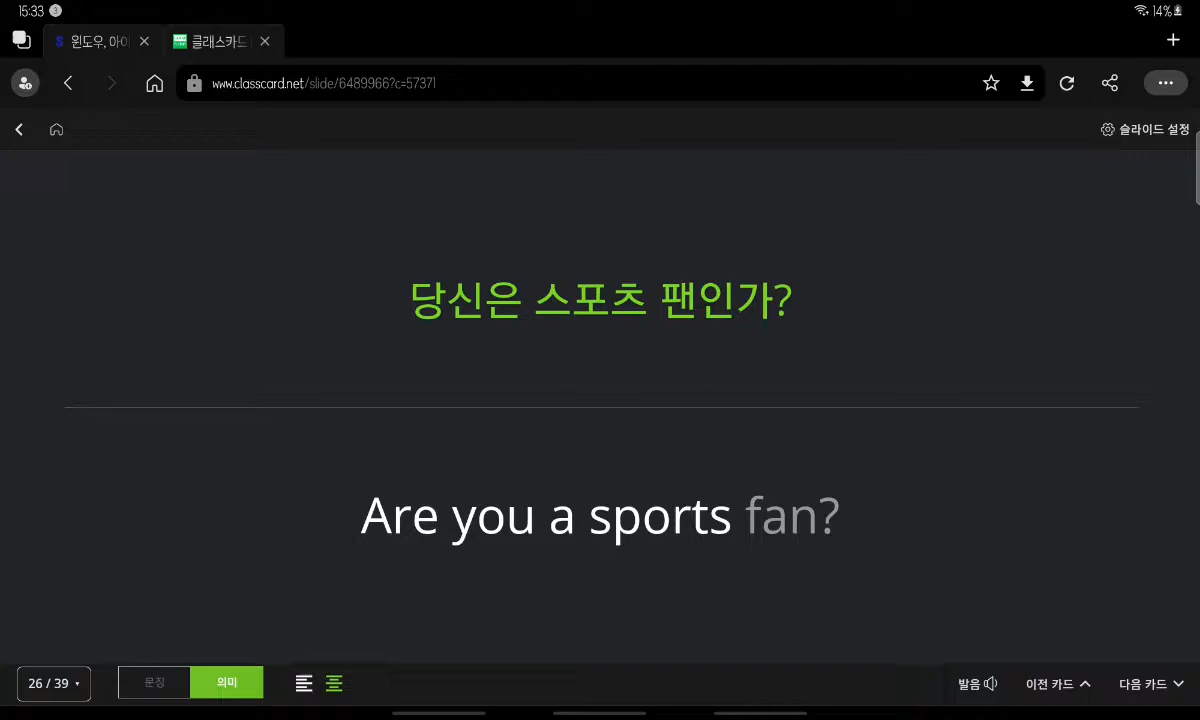 15:33 3 14%
S 윈도우, 아이 클래스카드
www.classcard.net/slide/6489966?c=57371
슬라이드 설정
당신은 스포츠 팬인가?
Are you a sports fan?
26 / 39 문장 의미 발음 이전 카드 다음 카드